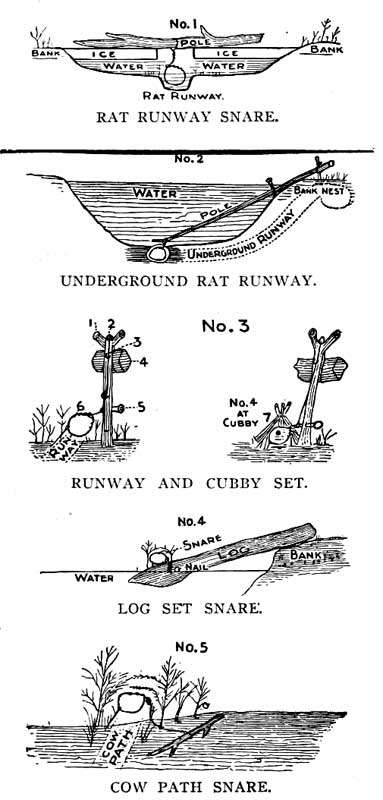 No. 1
POLE
BANK
ICE
ICE
BANK
WATER
WATER
RAT RUNWAY.
RAT RUNWAY SNARE.
No. 2
WATER
BANK NEST
POLE
UNDERGROUND RUNWAY
UNDERGROUND RAT RUNWAY.
No. 3
1 2
3
4
5
6
RUN
WAY
No. 4
AT
CUBBY
7
RUNWAY AND CUBBY SET.
No. 4
SNARE
LOG
NAIL
BANK
WATER
LOG SET SNARE.
No. 5
COW
PATH
COW PATH SNARE.